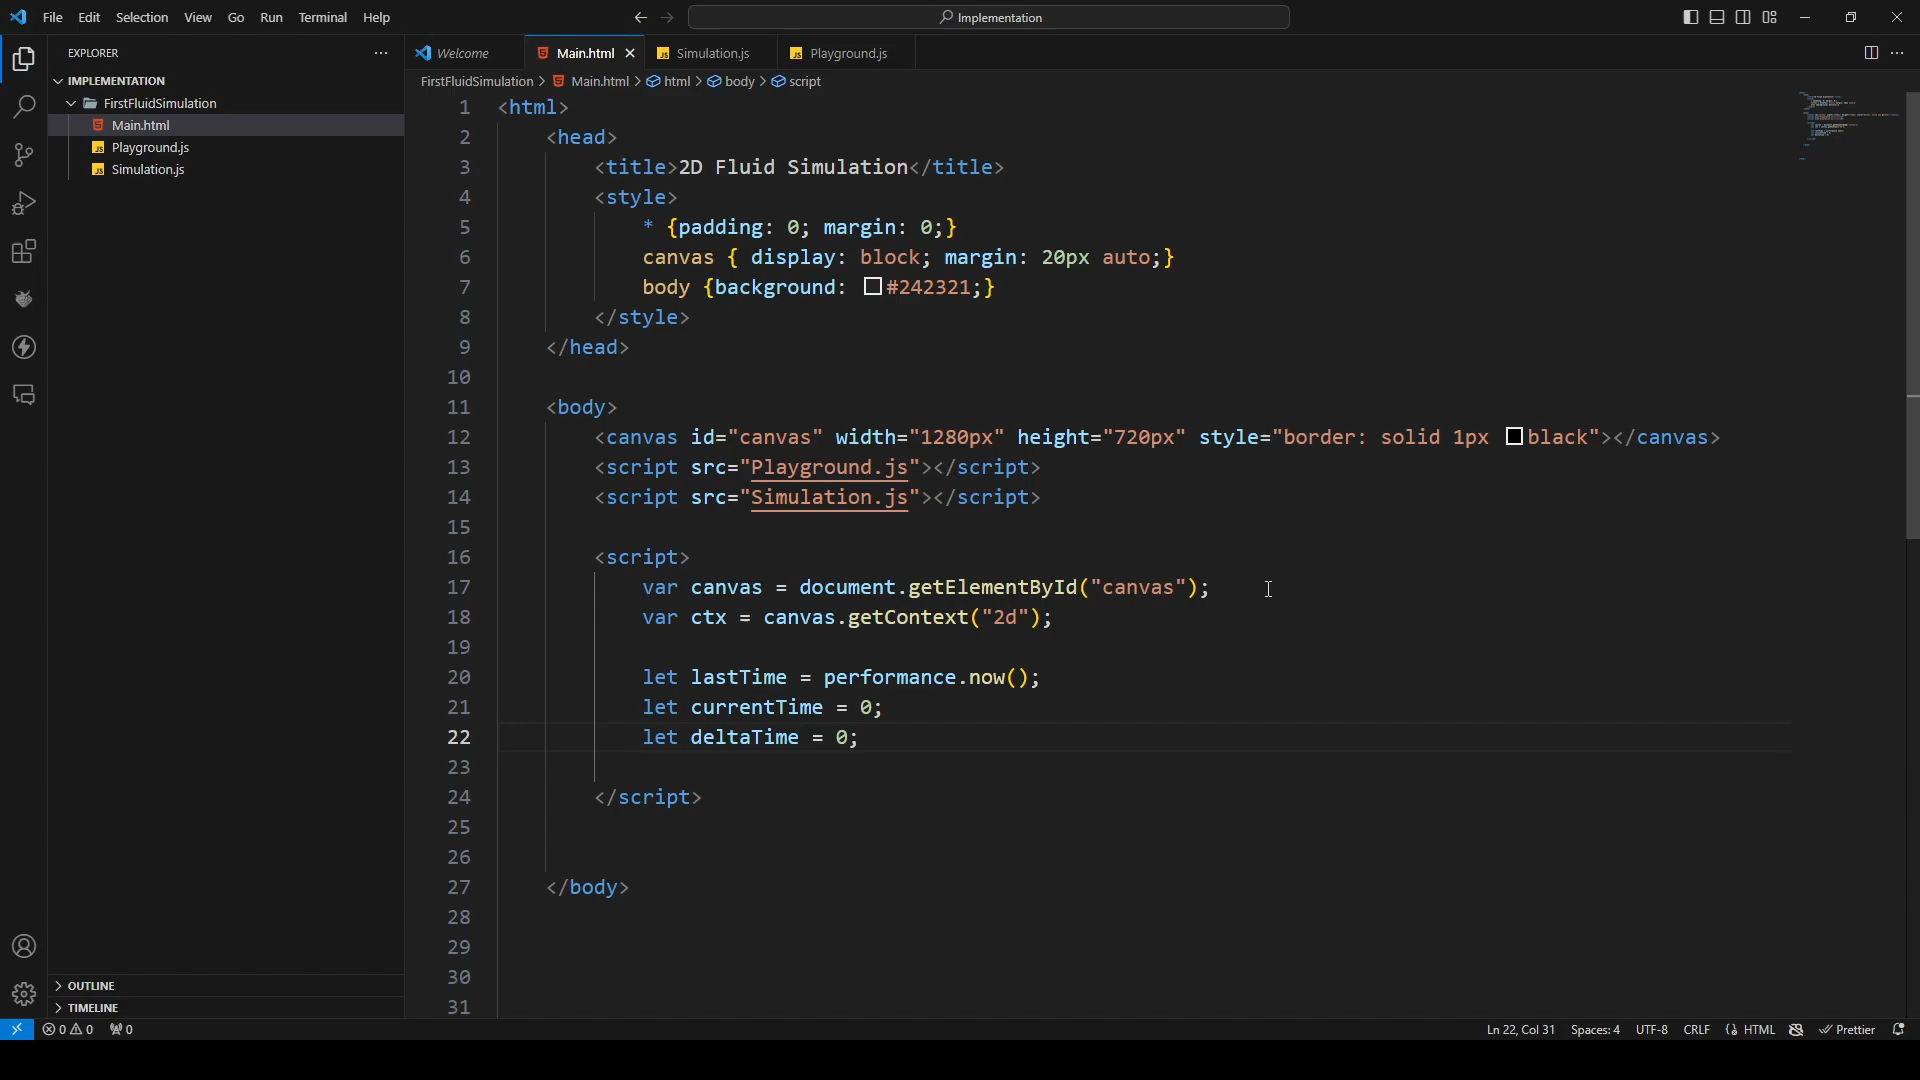 File Edit Selection View Go Run Terminal Help
Implementation
EXPLORER
IMPLEMENTATION
FirstFluidSimulation
Main.html
Playground.js
Simulation.js
OUTLINE
TIMELINE
Welcome Main.html Simulation.js Playground.js
FirstFluidSimulation > Main.html > html > body > script
1 <html>
2 <head>
3 <title>2D Fluid Simulation</title>
4 <style>
5 * {padding: 0; margin: 0;}
6 canvas { display: block; margin: 20px auto;}
7 body {background: #242321;}
8 </style>
9 </head>
10
11 <body>
12 <canvas id="canvas" width="1280px" height="720px" style="border: solid 1px black"></canvas>
13 <script src="Playground.js"></script>
14 <script src="Simulation.js"></script>
15
16 <script>
17 var canvas = document.getElementById("canvas");
18 var ctx = canvas.getContext("2d");
19
20 let lastTime = performance.now();
21 let currentTime = 0;
22 let deltaTime = 0;
23
24 </script>
25
26
27 </body>
28
29
30
31
0 0 0 Ln 22, Col 31 Spaces: 4 UTF-8 CRLF HTML Prettier